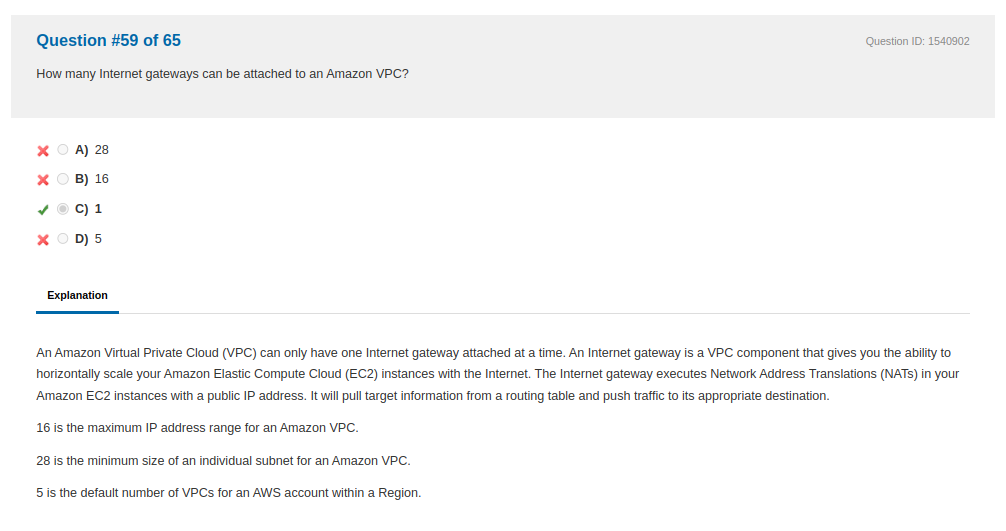 Question #59 of 65
Question ID: 1540902
How many Internet gateways can be attached to an Amazon VPC?
A) 28
B) 16
C) 1
D) 5
Explanation
An Amazon Virtual Private Cloud (VPC) can only have one Internet gateway attached at a time. An Internet gateway is a VPC component that gives you the ability to
horizontally scale your Amazon Elastic Compute Cloud (EC2) instances with the Internet. The Internet gateway executes Network Address Translations (NATs) in your
Amazon EC2 instances with a public IP address. It will pull target information from a routing table and push traffic to its appropriate destination.
16 is the maximum IP address range for an Amazon VPC.
28 is the minimum size of an individual subnet for an Amazon VPC.
5 is the default number of VPCs for an AWS account within a Region.